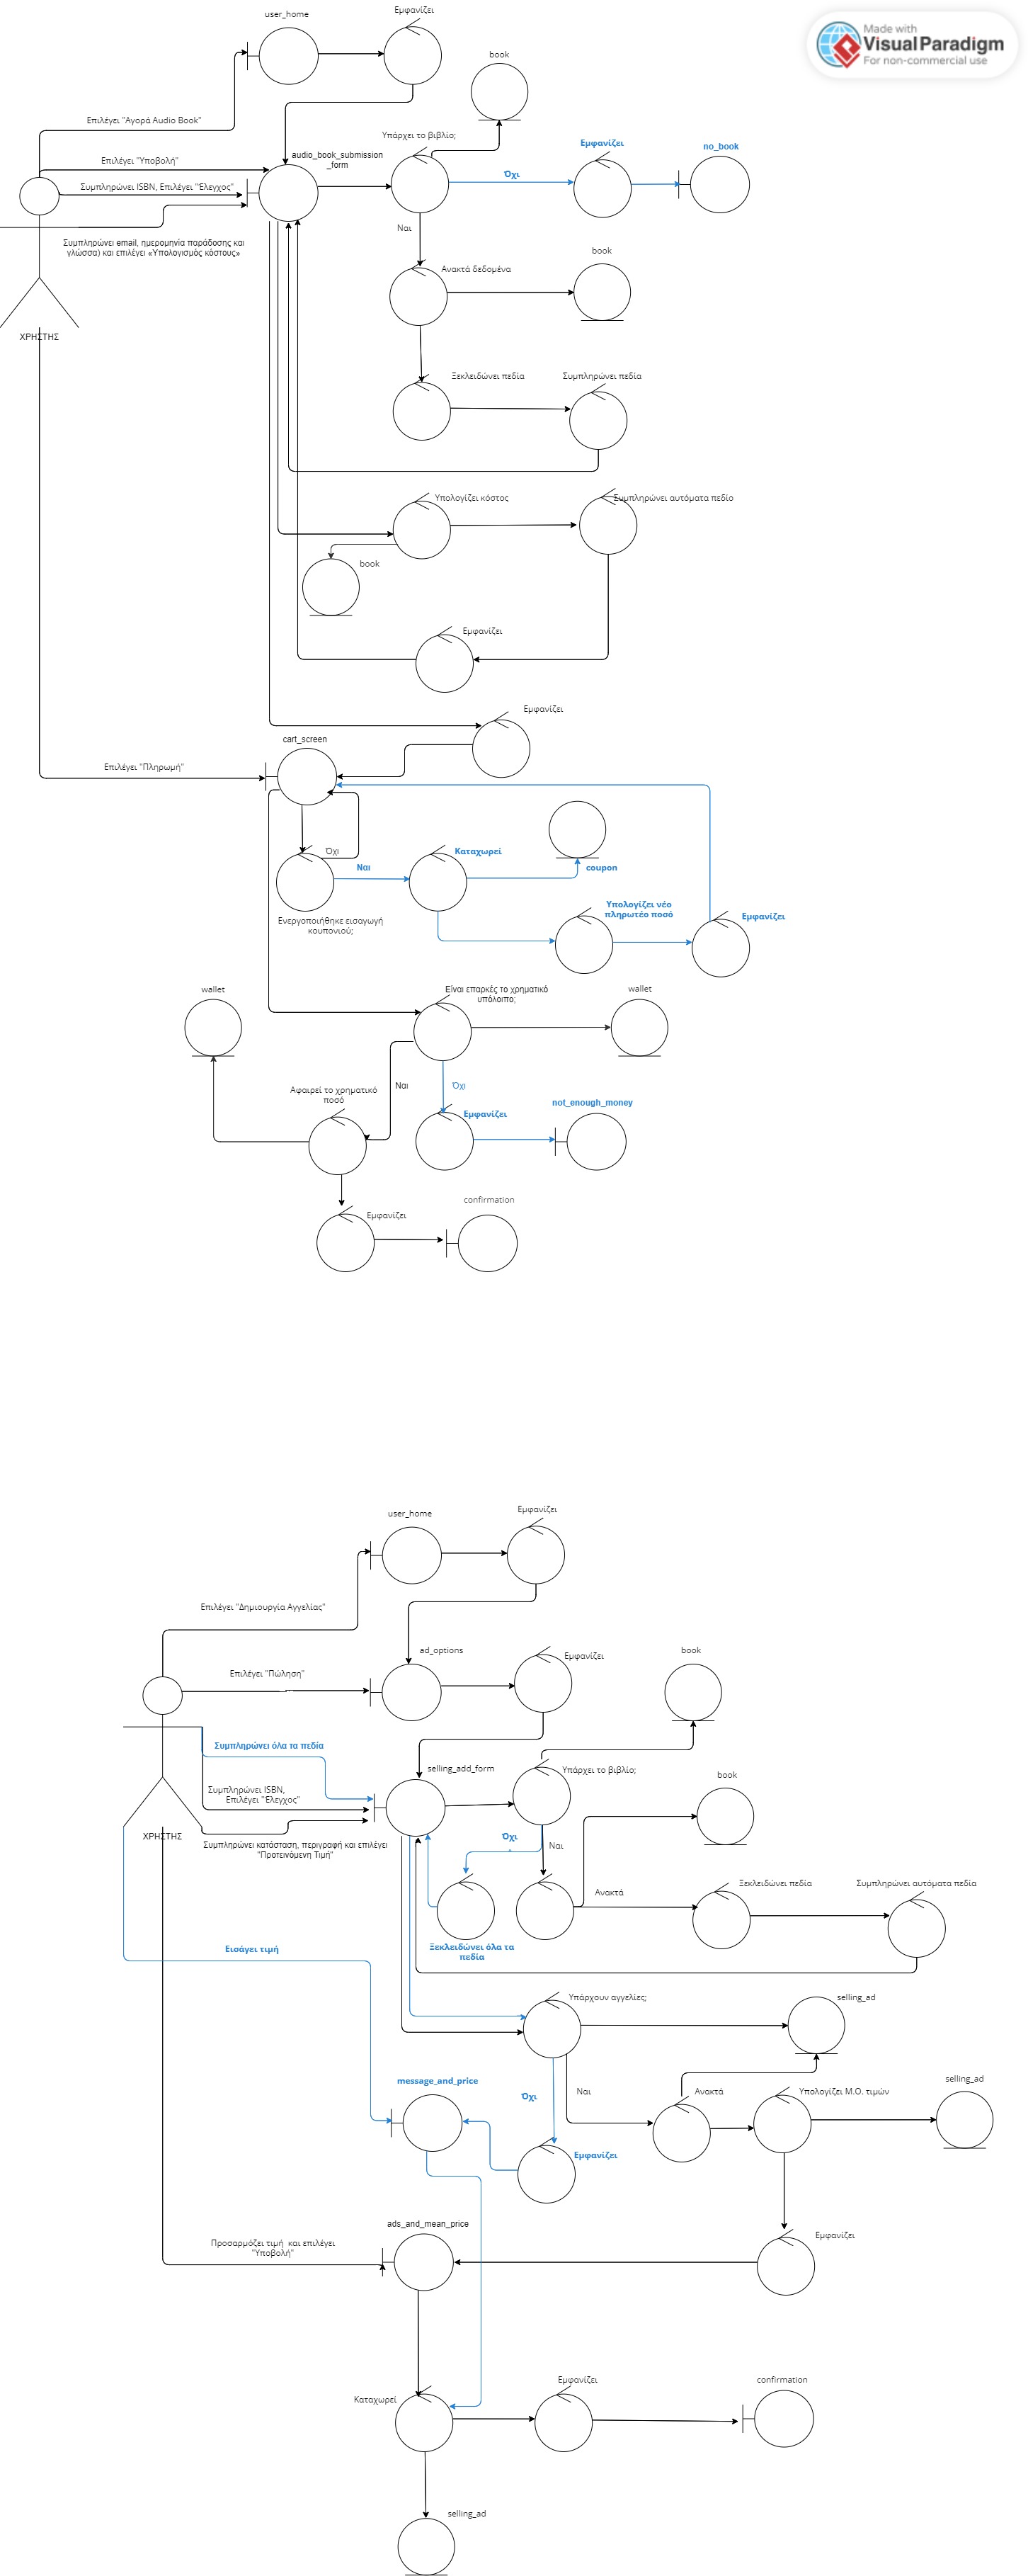 user_home
Εμφανίζει
Made with
VisualParadigm
For non-commercial use
book
Επιλέγει "Αγορά Audio Book"
Υπάρχει το βιβλίο;
Εμφανίζει
no_book
Επιλέγει "Υποβολή"
audio_book_submission
_form
Όχι
Συμπληρώνει ISBN, Επιλέγει "Ελεγχος"
Ναι
Συμπληρώνει email, ημερομηνία παράδοσης και
γλώσσα) και επιλέγει «Υπολογισμός κόστους»
book
Ανακτά δεδομένα
ΧΡΗΣΤΗΣ
Ξεκλειδώνει πεδία
Συμπληρώνει πεδία
Υπολογίζει κόστος
Συμπληρώνει αυτόματα πεδίο
book
Εμφανίζει
Εμφανίζει
cart_screen
Επιλέγει "Πληρωμή"
Όχι
Καταχωρεί
Ναι
coupon
Ενεργοποιήθηκε εισαγωγή
κουπονιού;
Υπολογίζει νέο
πληρωτέο ποσό
Εμφανίζει
wallet
Είναι επαρκές το χρηματικό
υπόλοιπο;
wallet
Ναι
Όχι
Αφαιρεί το χρηματικό
ποσό
Εμφανίζει
not_enough_money
Εμφανίζει
confirmation
user_home
Εμφανίζει
Επιλέγει "Δημιουργία Αγγελίας"
ad_options
Εμφανίζει
book
Επιλέγει "Πώληση"
Συμπληρώνει όλα τα πεδία
selling_add_form
Υπάρχει το βιβλίο;
book
Συμπληρώνει ISBN,
Επιλέγει "Ελεγχος"
ΧΡΗΣΤΗΣ
Συμπληρώνει κατάσταση, περιγραφή και επιλέγει
"Προτεινόμενη Τιμή"
Όχι
Ναι
Ανακτά
Ξεκλειδώνει πεδία
Συμπληρώνει αυτόματα πεδία
Ξεκλειδώνει όλα τα
πεδία
Εισάγει τιμή
Υπάρχουν αγγελίες;
selling_ad
message_and_price
Όχι
Ναι
Ανακτά
Υπολογίζει Μ.Ο. τιμών
selling_ad
Εμφανίζει
ads_and_mean_price
Προσαρμόζει τιμή  και επιλέγει
"Υποβολή"
Εμφανίζει
Καταχωρεί
Εμφανίζει
confirmation
selling_ad